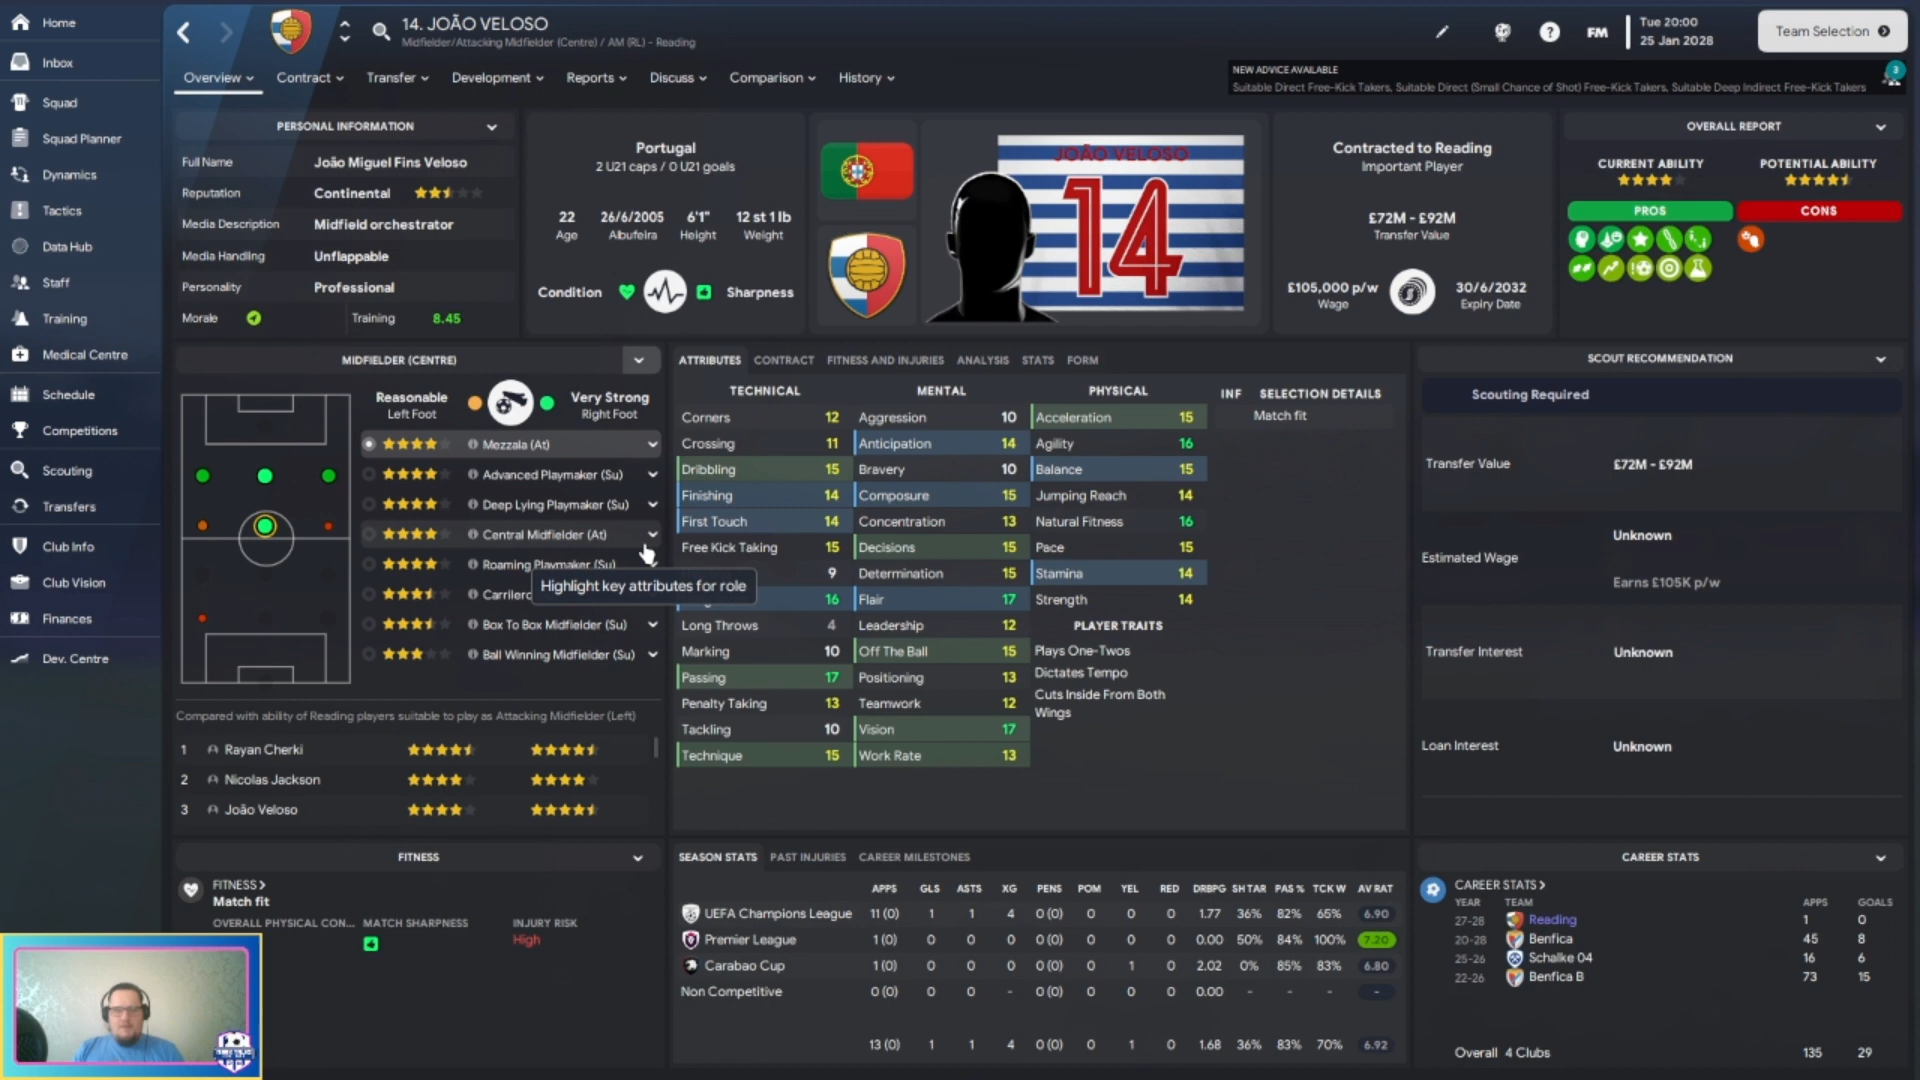 Home
Inbox
Squad
Squad Planner
Dynamics
Tactics
Data Hub
Staff
Training
Medical Centre
Schedule
Competitions
Scouting
Transfers
Club Info
Club Vision
Finances
Dev. Centre
14. JOÃO VELOSO
Midfielder/Attacking Midfielder (Centre) / AM (RL) - Reading
FM
Tue 20:00
25 Jan 2028
Team Selection
Overview
Contract
Transfer
Development
Reports
Discuss
Comparison
History
NEW ADVICE AVAILABLE
Suitable Direct Free-Kick Takers, Suitable Direct (Small Chance of Shot) Free-Kick Takers, Suitable Deep Indirect Free-Kick Takers
3
PERSONAL INFORMATION
Full Name João Miguel Fins Veloso
Reputation Continental
Media Description Midfield orchestrator
Media Handling Unflappable
Personality Professional
Morale Training 8.45
Portugal
2 U21 caps / 0 U21 goals
22 26/6/2005 6'1" 12 st 1 lb
Age Albufeira Height Weight
Condition Sharpness
JOÃO VELOSO
14
Contracted to Reading
Important Player
£72M - £92M
Transfer Value
£105,000 p/w 30/6/2032
Wage Expiry Date
OVERALL REPORT
CURRENT ABILITY POTENTIAL ABILITY
PROS CONS
MIDFIELDER (CENTRE)
Reasonable Very Strong
Left Foot Right Foot
Mezzala (At)
Advanced Playmaker (Su)
Deep Lying Playmaker (Su)
Central Midfielder (At)
Roaming Playmaker (Su)
Carrilero
Box To Box Midfielder (Su)
Ball Winning Midfielder (Su)
Highlight key attributes for role
Compared with ability of Reading players suitable to play as Attacking Midfielder (Left)
1 Rayan Cherki
2 Nicolas Jackson
3 João Veloso
ATTRIBUTES CONTRACT FITNESS AND INJURIES ANALYSIS STATS FORM
TECHNICAL MENTAL PHYSICAL INF SELECTION DETAILS
Corners 12 Aggression 10 Acceleration 15 Match fit
Crossing 11 Anticipation 14 Agility 16
Dribbling 15 Bravery 10 Balance 15
Finishing 14 Composure 15 Jumping Reach 14
First Touch 14 Concentration 13 Natural Fitness 16
Free Kick Taking 15 Decisions 15 Pace 15
9 Determination 15 Stamina 14
16 Flair 17 Strength 14
Long Throws 4 Leadership 12 PLAYER TRAITS
Marking 10 Off The Ball 15 Plays One-Twos
Passing 17 Positioning 13 Dictates Tempo
Penalty Taking 13 Teamwork 12 Cuts Inside From Both
Wings
Tackling 10 Vision 17
Technique 15 Work Rate 13
SCOUT RECOMMENDATION
Scouting Required
Transfer Value £72M - £92M
Estimated Wage Unknown
Earns £105K p/w
Transfer Interest Unknown
Loan Interest Unknown
FITNESS
FITNESS >
Match fit
OVERALL PHYSICAL CON... MATCH SHARPNESS INJURY RISK
High
SEASON STATS PAST INJURIES CAREER MILESTONES
APPS GLS ASTS XG PENS POM YEL RED DRBPG SH TAR PAS % TCK W AV RAT
UEFA Champions League 11 (0) 1 1 4 0 (0) 0 0 0 1.77 36% 82% 65% 6.90
Premier League 1 (0) 0 0 0 0 (0) 0 0 0 0.00 50% 84% 100% 7.20
Carabao Cup 1 (0) 0 0 0 0 (0) 0 1 0 2.02 0% 85% 83% 6.80
Non Competitive 0 (0) 0 0 - 0 (0) 0 0 0 0.00 - - - -
13 (0) 1 1 4 0 (0) 0 1 0 1.68 36% 83% 70% 6.92
CAREER STATS
CAREER STATS >
YEAR TEAM APPS GOALS
27-28 Reading 1 0
20-28 Benfica 45 8
25-26 Schalke 04 16 6
22-26 Benfica B 73 15
Overall 4 Clubs 135 29